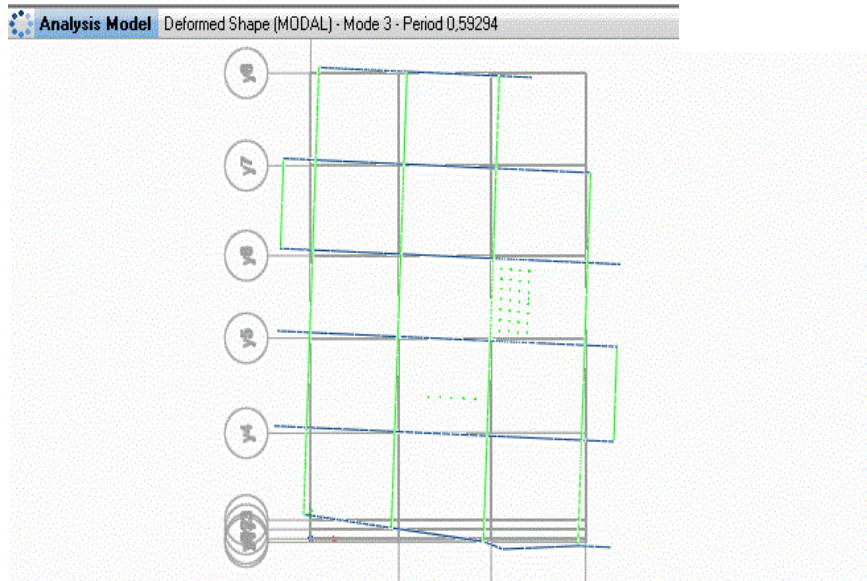 Analysis Model Deformed Shape (MODAL) - Mode 3 - Period 0,59294
y8
y7
y6
y5
y4